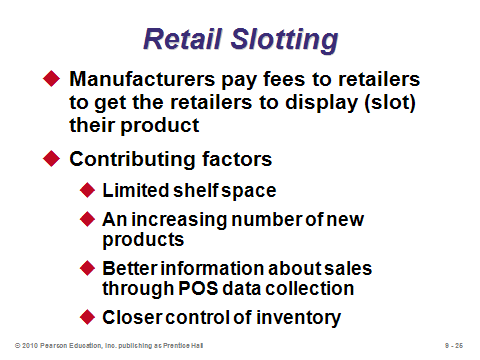 Retail Slotting
Manufacturers pay fees to retailers
to get the retailers to display (slot)
their product
Contributing factors
Limited shelf space
An increasing number of new
products
Better information about sales
through POS data collection
Closer control of inventory
© 2010 Pearson Education, Inc. publishing as Prentice Hall
9 - 25